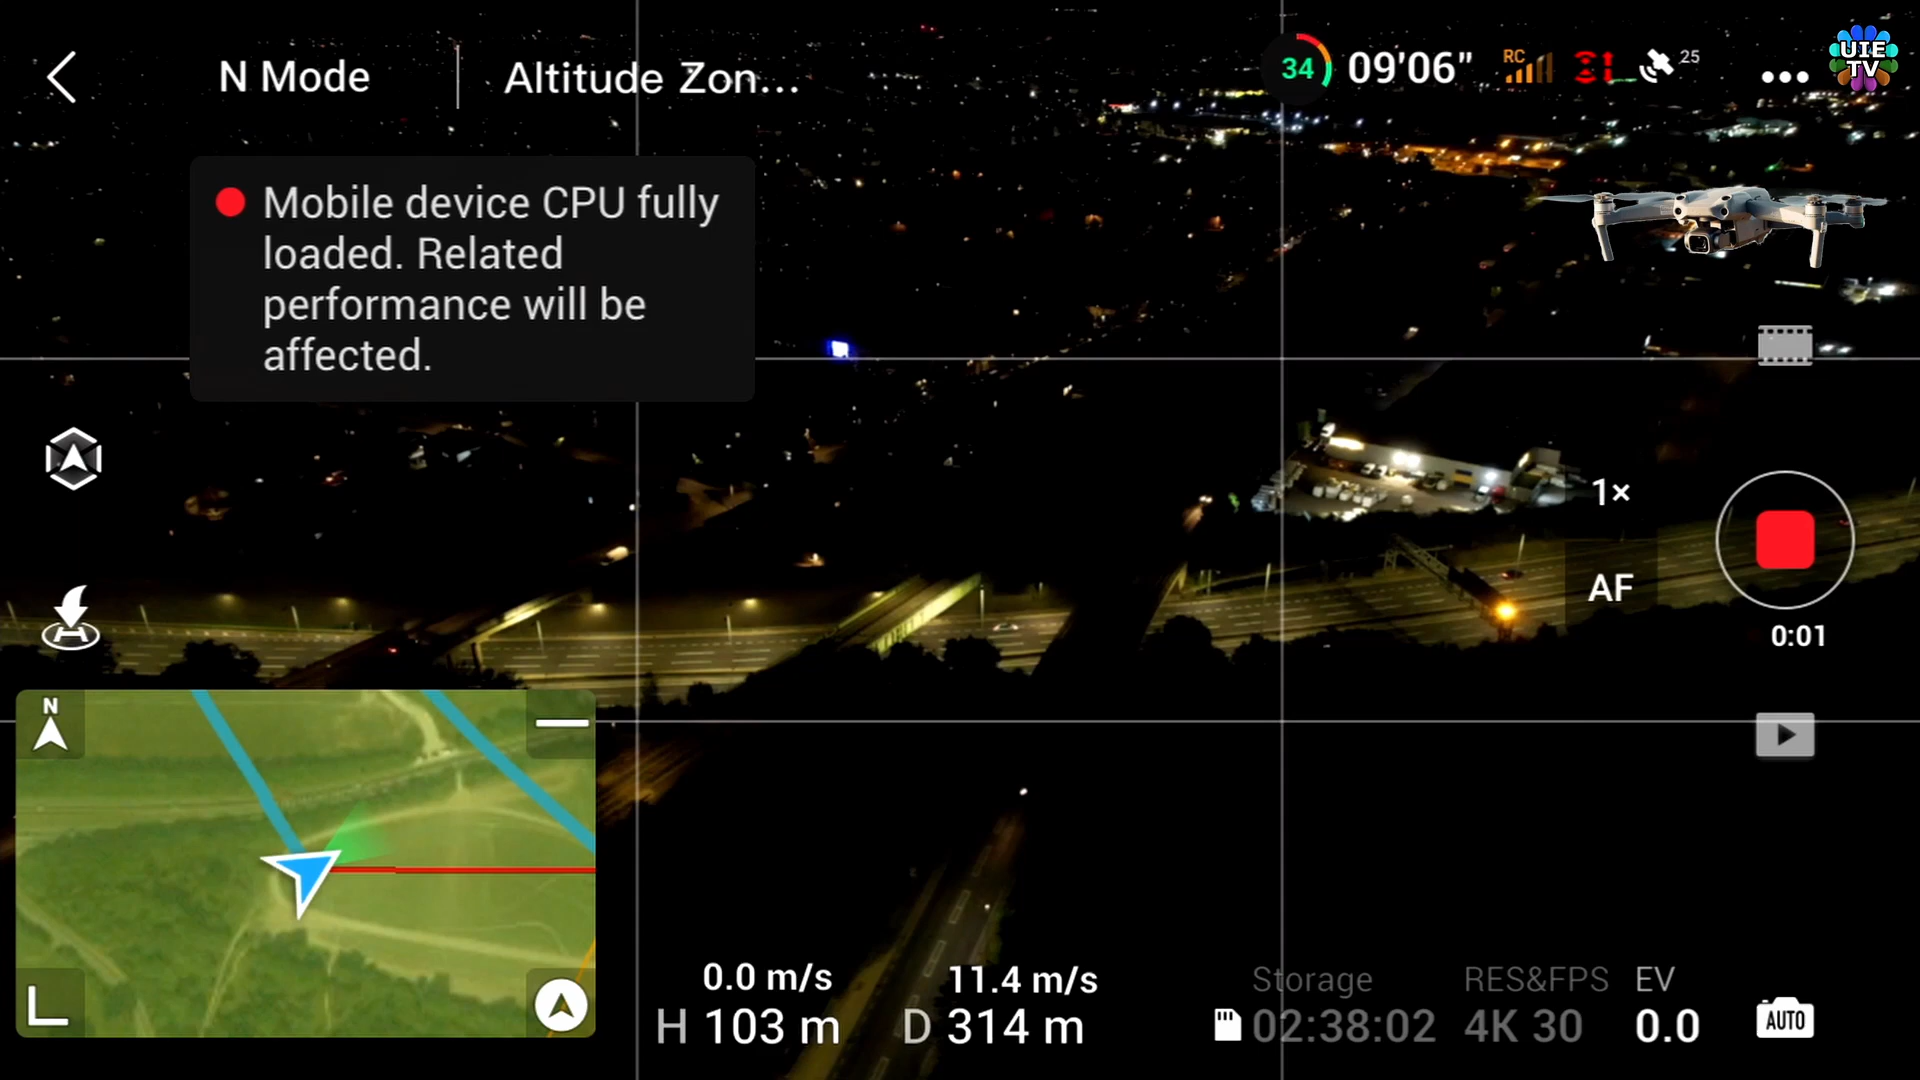 N Mode
Altitude Zon...
34
09'06"
RC
25
UIE
TV
Mobile device CPU fully
loaded. Related
performance will be
affected.
1×
AF
0:01
N
0.0 m/s
11.4 m/s
H 103 m
D 314 m
Storage
02:38:02
RES&FPS
4K 30
EV
0.0
AUTO